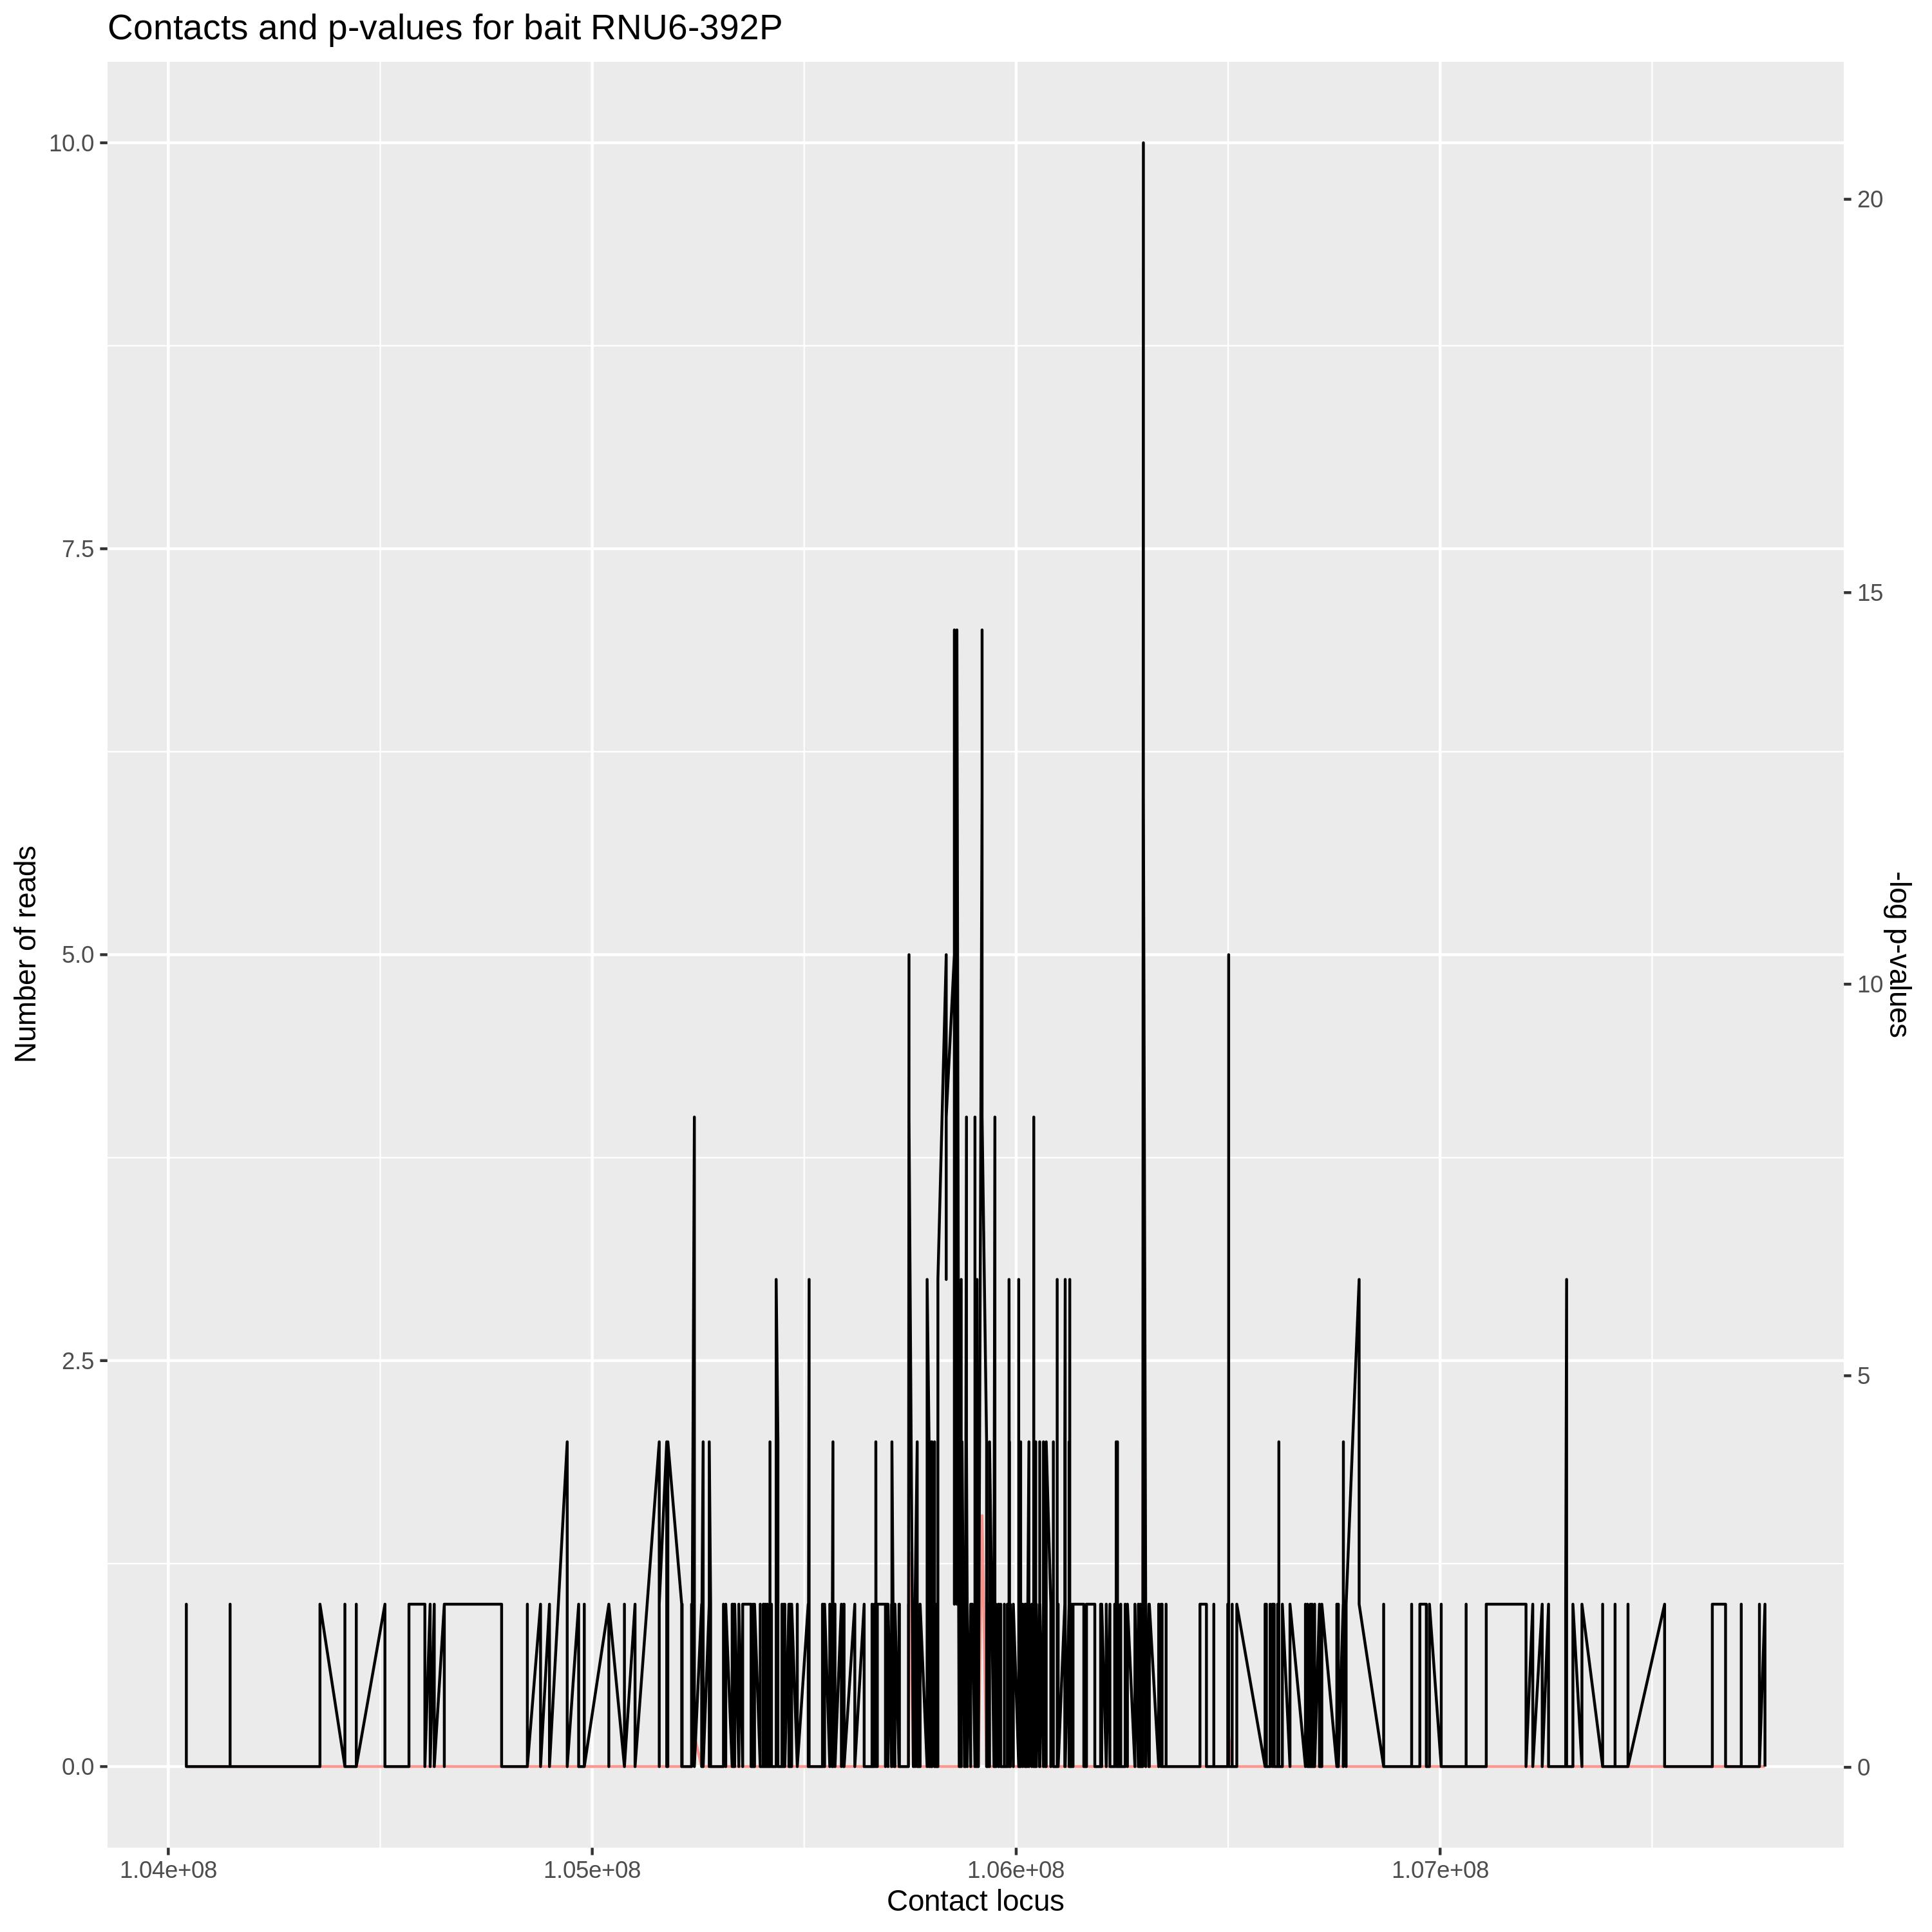 Contacts and p-values for bait RNU6-392P
10.0
7.5
5.0
2.5
0.0
Number of reads
20
15
10
5
0
-log p-values
1.04e+08
1.05e+08
1.06e+08
1.07e+08
Contact locus